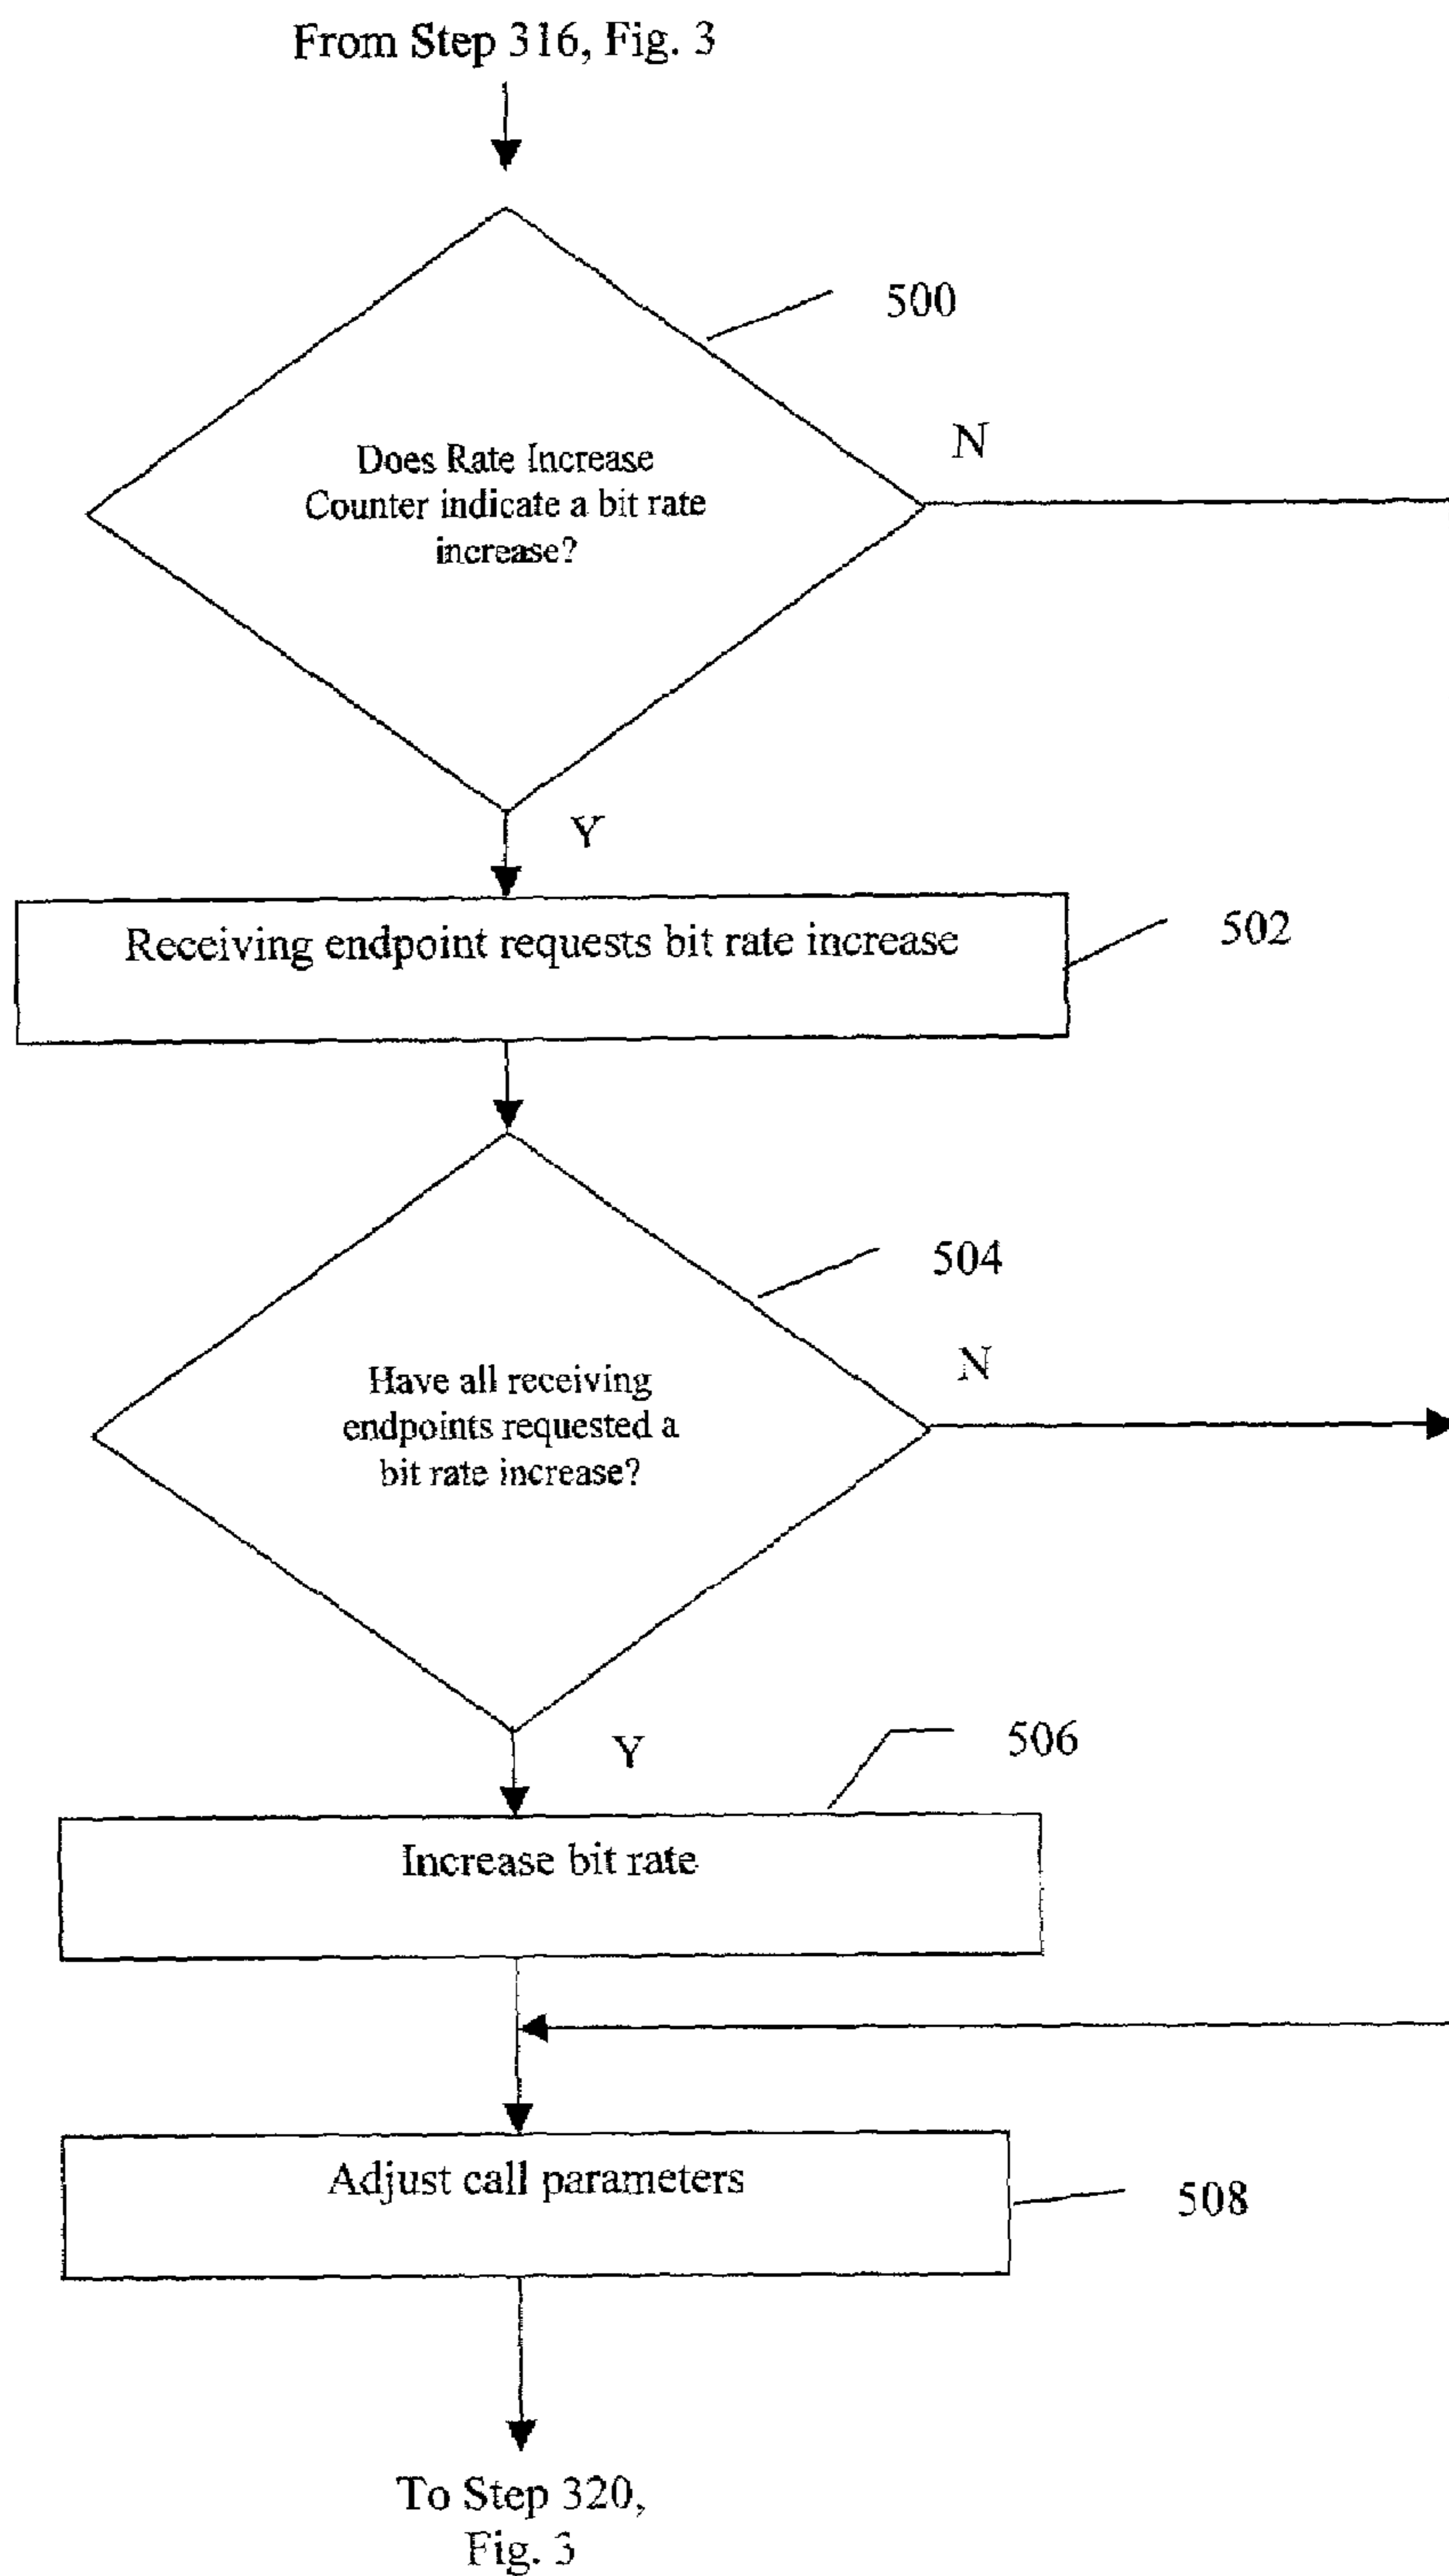 From Step 316, Fig. 3
500
Does Rate Increase
Counter indicate a bit rate
increase?
N
Y
Receiving endpoint requests bit rate increase
502
504
Have all receiving
endpoints requested a
bit rate increase?
N
Y
506
Increase bit rate
Adjust call parameters
508
To Step 320,
Fig. 3